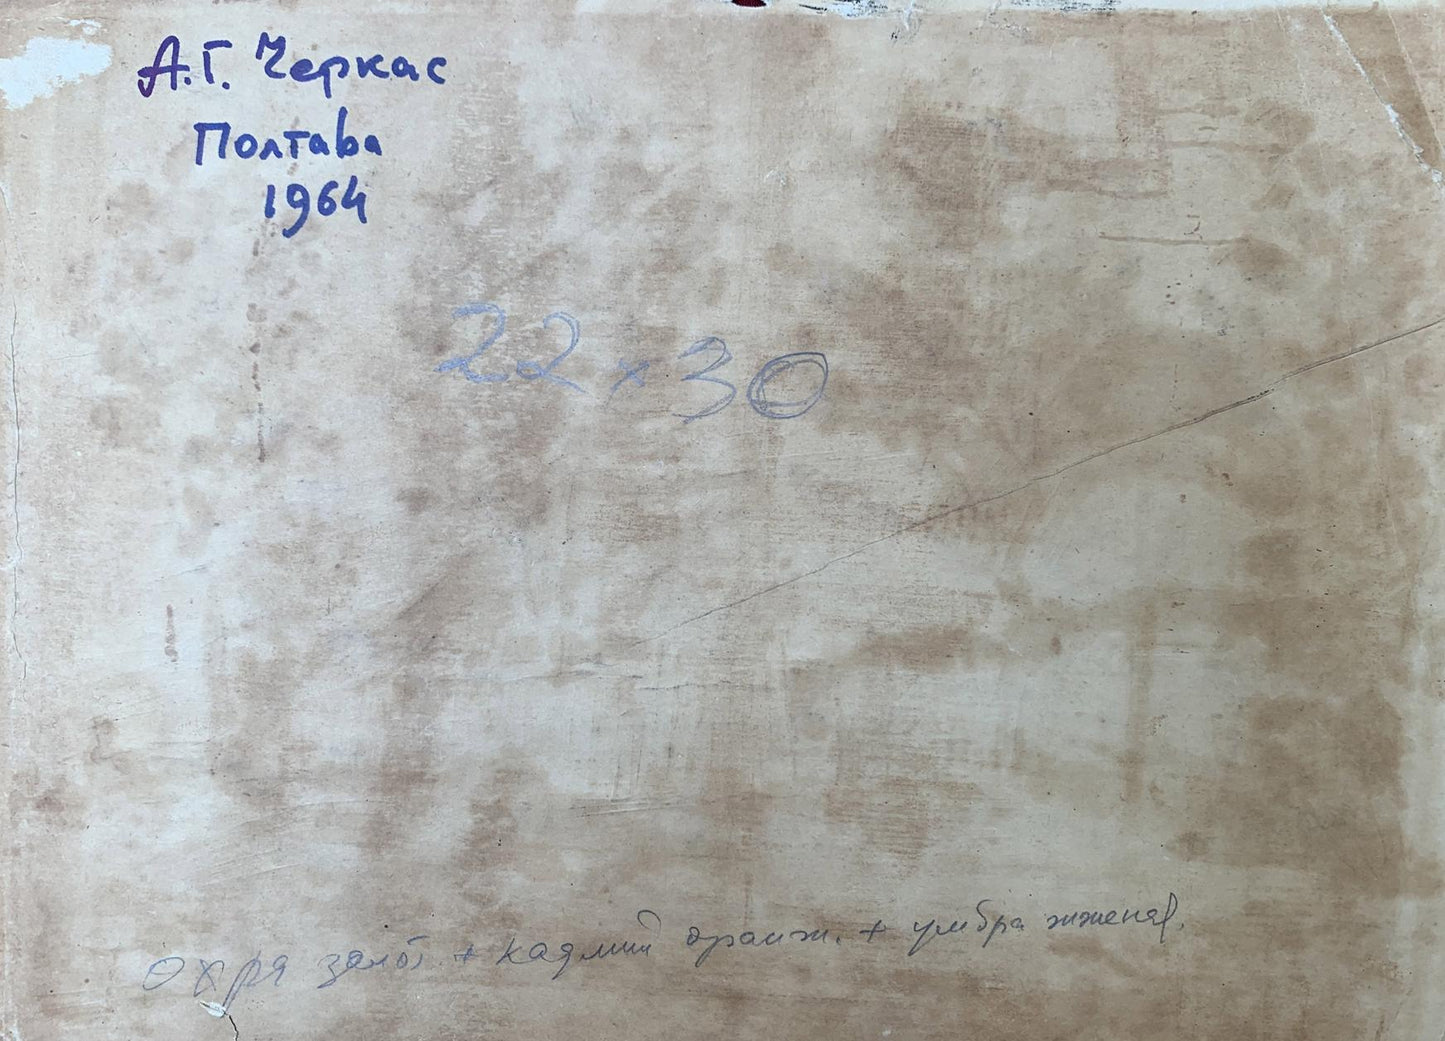 А.Г. Черкас
Полтава
1964
22 х 30
охра золот. + кадмий оранж. + умбра жженая.